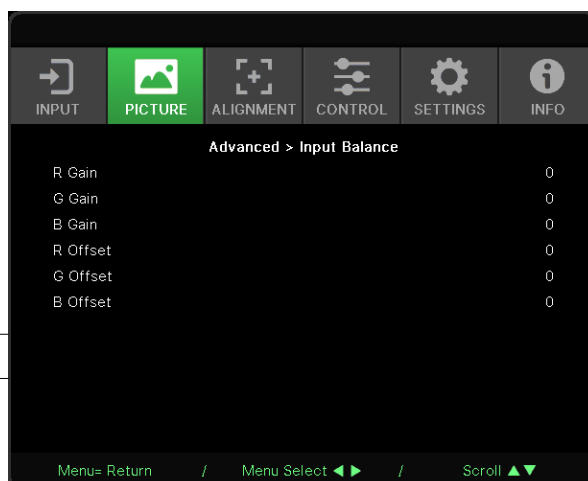 INPUT PICTURE ALIGNMENT CONTROL SETTINGS INFO
Advanced > Input Balance
R Gain 0
G Gain 0
B Gain 0
R Offset 0
G Offset 0
B Offset 0
Menu= Return / Menu Select ◀ ▶ / Scroll ▲▼